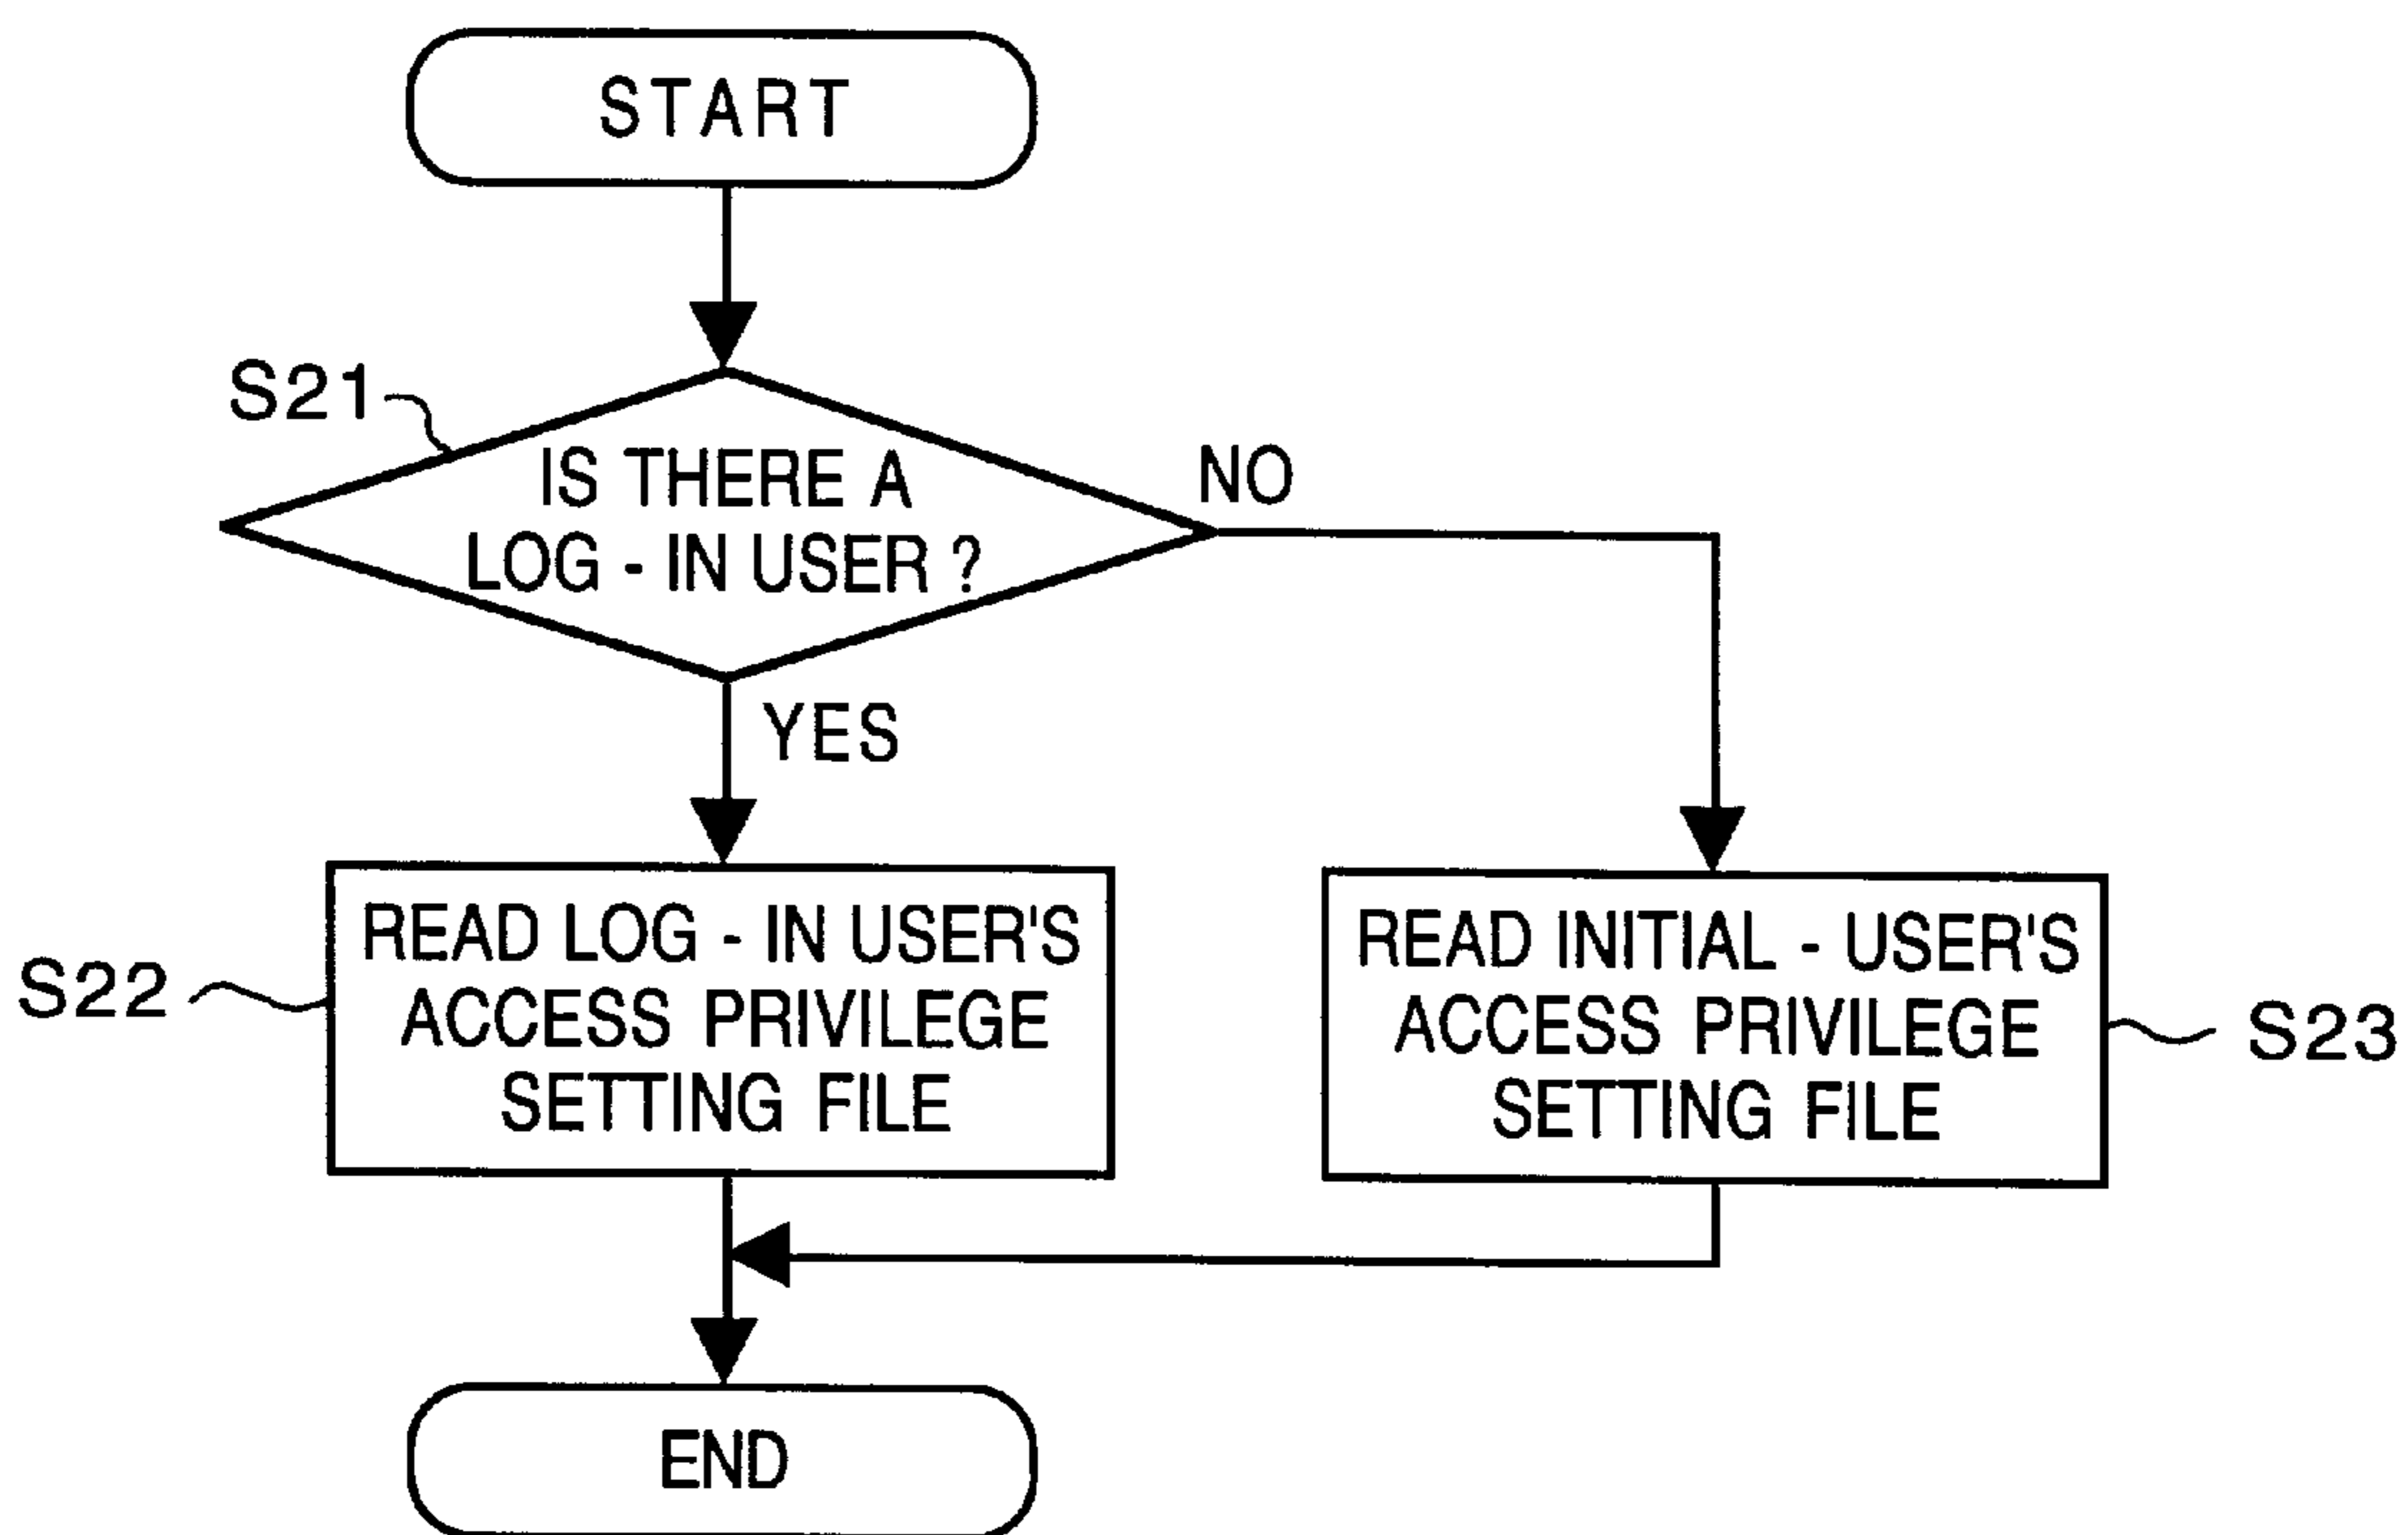 START
S21
IS THERE A
LOG - IN USER ?
NO
YES
S22
READ LOG - IN USER'S
ACCESS PRIVILEGE
SETTING FILE
READ INITIAL - USER'S
ACCESS PRIVILEGE
SETTING FILE
S23
END